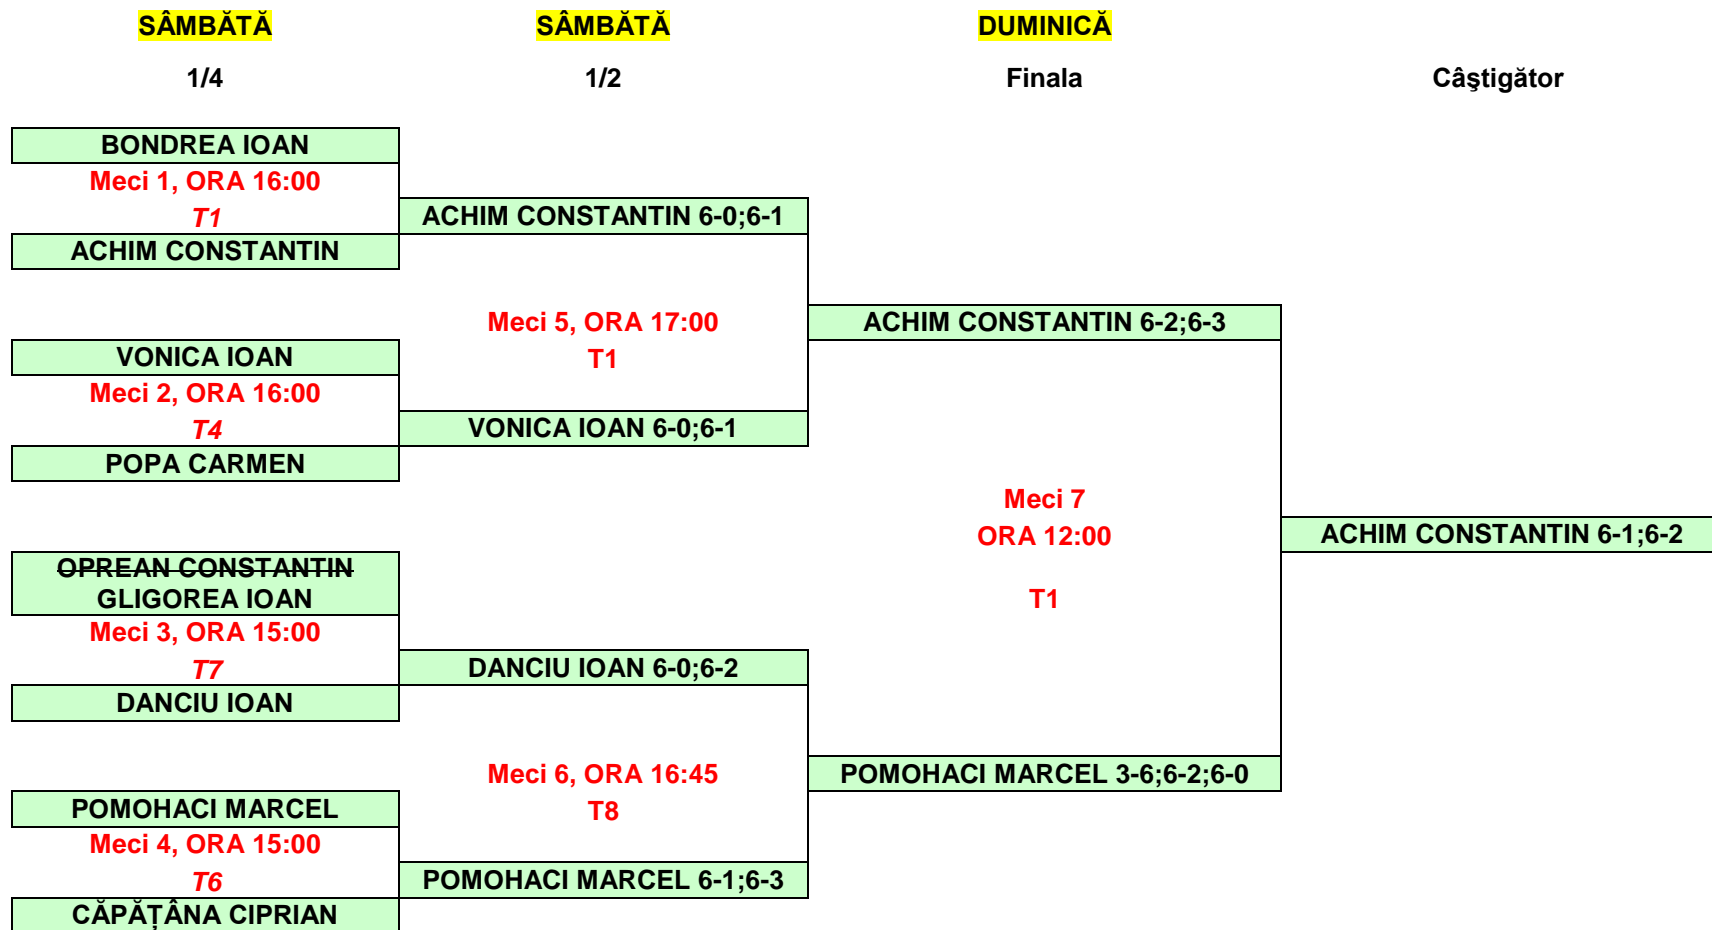 SÂMBĂTĂ SÂMBĂTĂ DUMINICĂ
1/4 1/2 Finala Câştigător
BONDREA IOAN
Meci 1, ORA 16:00
T1
ACHIM CONSTANTIN 6-0;6-1
ACHIM CONSTANTIN
Meci 5, ORA 17:00
ACHIM CONSTANTIN 6-2;6-3
VONICA IOAN
T1
Meci 2, ORA 16:00
T4
VONICA IOAN 6-0;6-1
POPA CARMEN
Meci 7
ORA 12:00
ACHIM CONSTANTIN 6-1;6-2
OPREAN CONSTANTIN
GLIGOREA IOAN
T1
Meci 3, ORA 15:00
T7
DANCIU IOAN 6-0;6-2
DANCIU IOAN
Meci 6, ORA 16:45
POMOHACI MARCEL 3-6;6-2;6-0
POMOHACI MARCEL
T8
Meci 4, ORA 15:00
T6
POMOHACI MARCEL 6-1;6-3
CĂPĂȚÂNA CIPRIAN